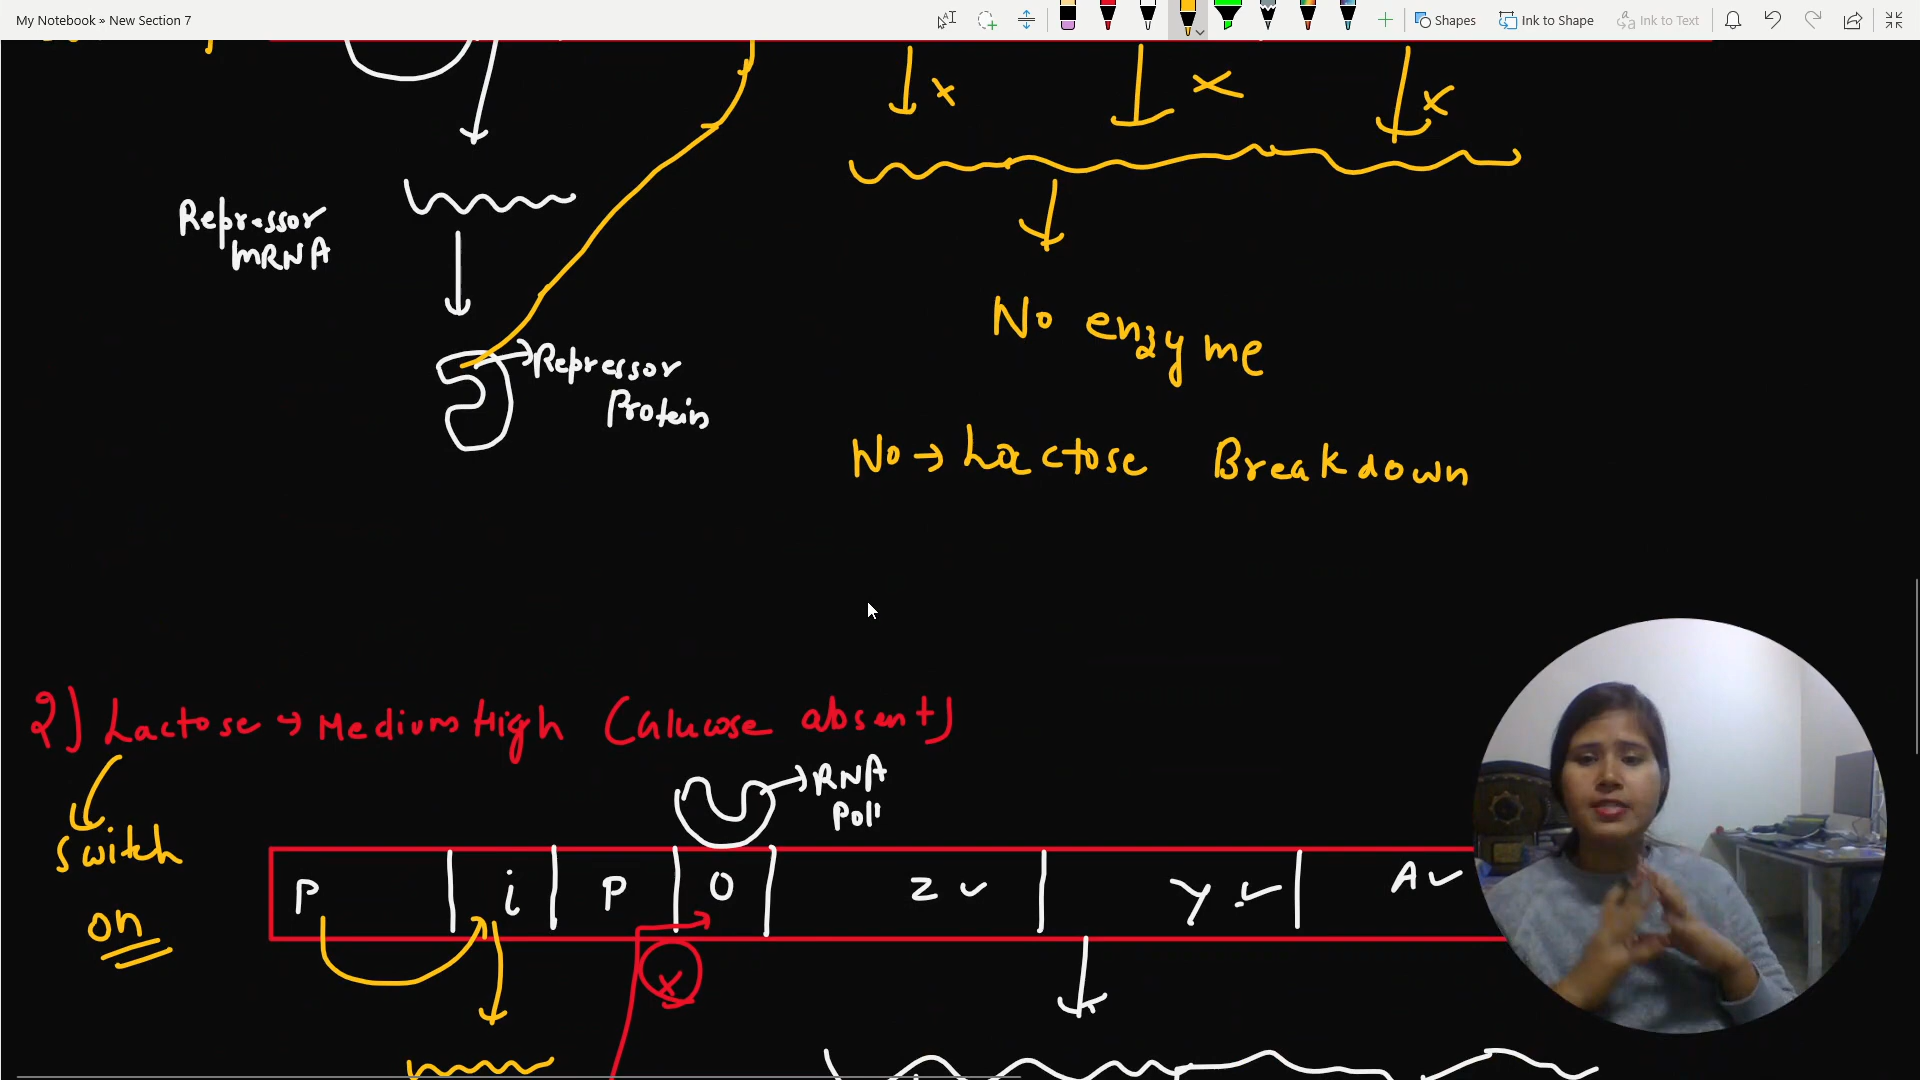 My Notebook » New Section 7
Shapes
Ink to Shape
Ink to Text
x x x
Repressor
mRNA
No enzyme
Repressor
Protein
No → Lactose Breakdown
2) Lactose → Medium High (Glucose absent)
RNA
Pol
Switch
on
P i P O Z Y A
x